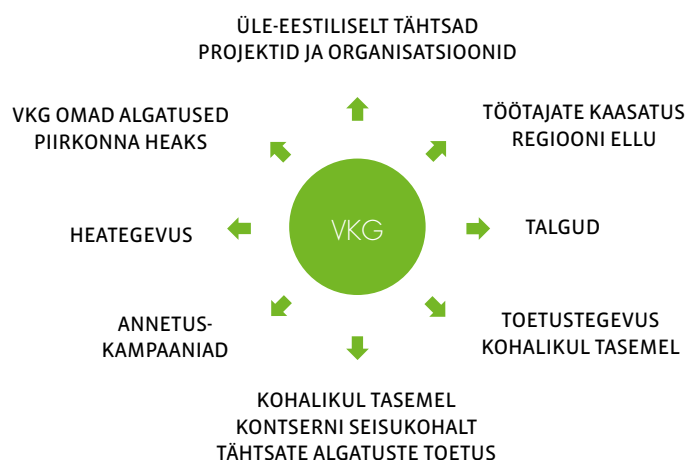 ÜLE-EESTILISELT TÄHTSAD
PROJEKTID JA ORGANISATSIOONID
VKG OMAD ALGATUSED
PIIRKONNA HEAKS
TÖÖTAJATE KAASATUS
REGIOONI ELLU
HEATEGEVUS
VKG
TALGUD
ANNETUS-
KAMPAANIAD
TOETUSTEGEVUS
KOHALIKUL TASEMEL
KOHALIKUL TASEMEL
KONTSERNI SEISUKOHALT
TÄHTSATE ALGATUSTE TOETUS